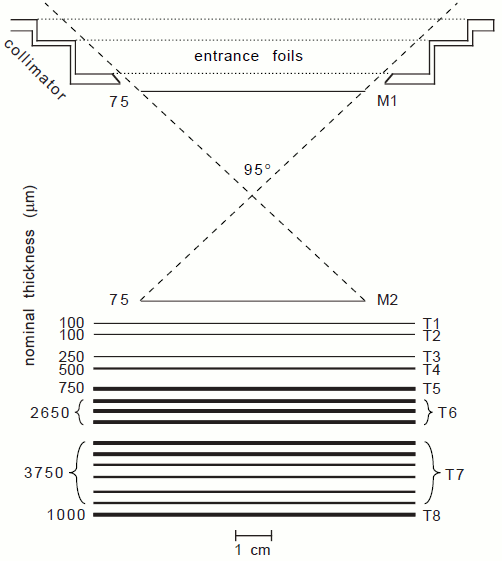 entrance foils
collimator
75 M1
95°
nominal thickness (μm)
75 M2
100 T1
100 T2
250 T3
500 T4
750 T5
2650 T6
3750 T7
1000 T8
1 cm